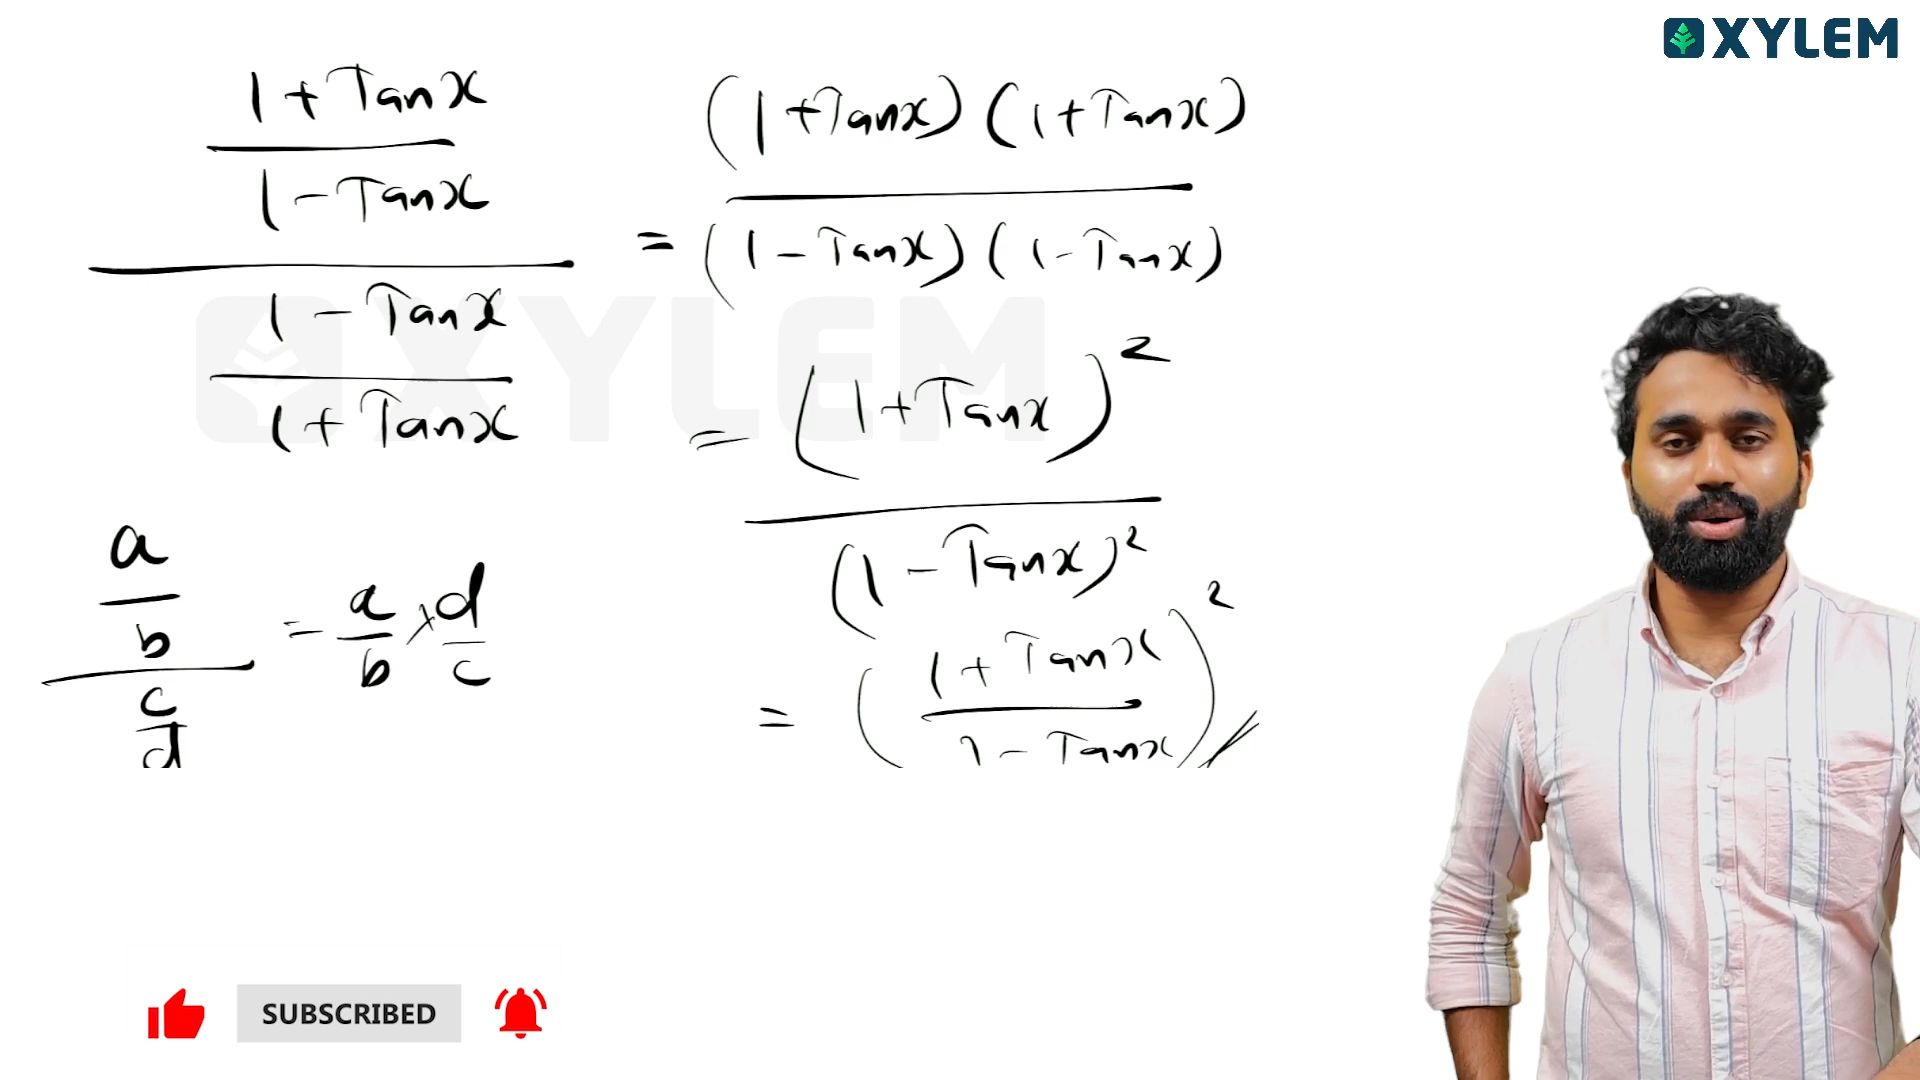 XYLEM
1 + Tanx
1 - Tanx
1 - Tanx
1 + Tanx
= (1 + Tanx) (1 + Tanx)
(1 - Tanx) (1 - Tanx)
= (1 + Tanx)²
(1 - Tanx)²
= (1 + Tanx
1 - Tanx)²
a
b
c
d
= a/b × d/c
XYLEM
SUBSCRIBED